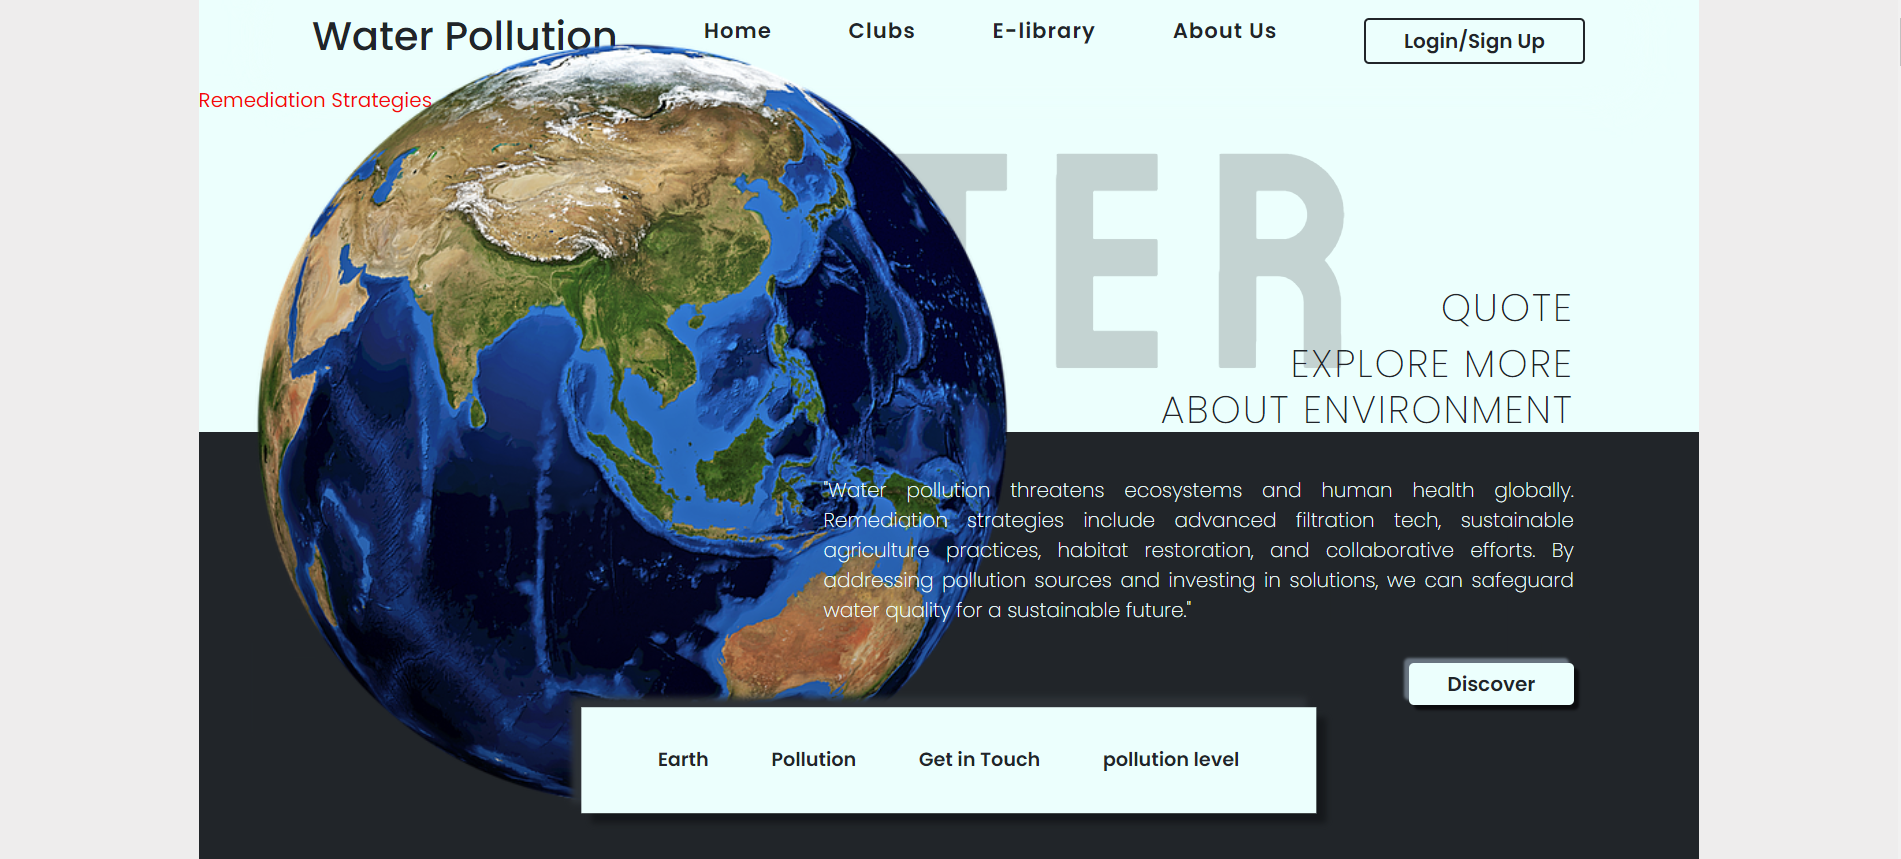 Water Pollution
Home
Clubs
E-library
About Us
Login/Sign Up
Remediation Strategies
TER
QUOTE
EXPLORE MORE
ABOUT ENVIRONMENT
"Water pollution threatens ecosystems and human health globally.
Remediation strategies include advanced filtration tech, sustainable
agriculture practices, habitat restoration, and collaborative efforts. By
addressing pollution sources and investing in solutions, we can safeguard
water quality for a sustainable future."
Discover
Earth
Pollution
Get in Touch
pollution level